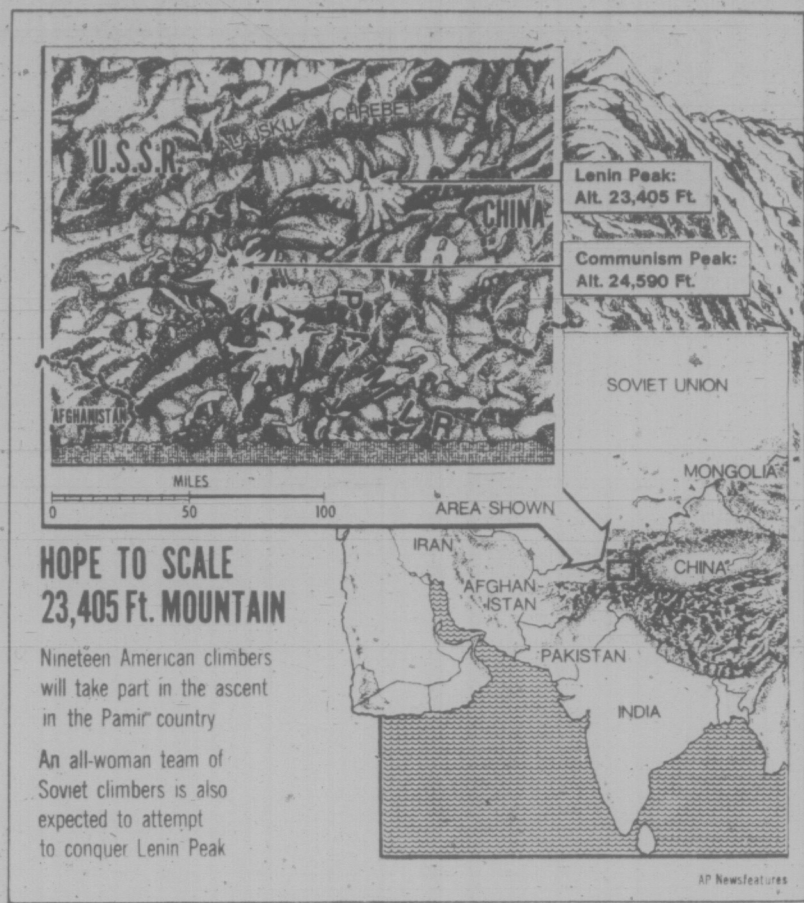 U.S.S.R.
ALAJSKIJ CHREBET
CHINA
Lenin Peak:
Alt. 23,405 Ft.
Communism Peak:
Alt. 24,590 Ft.
PAMIR
AFGHANISTAN
MILES
0 50 100
AREA SHOWN
SOVIET UNION
MONGOLIA
IRAN
AFGHAN-
ISTAN
CHINA
PAKISTAN
INDIA
HOPE TO SCALE
23,405 Ft. MOUNTAIN
Nineteen American climbers
will take part in the ascent
in the Pamir country
An all-woman team of
Soviet climbers is also
expected to attempt
to conquer Lenin Peak
AP Newsfeatures